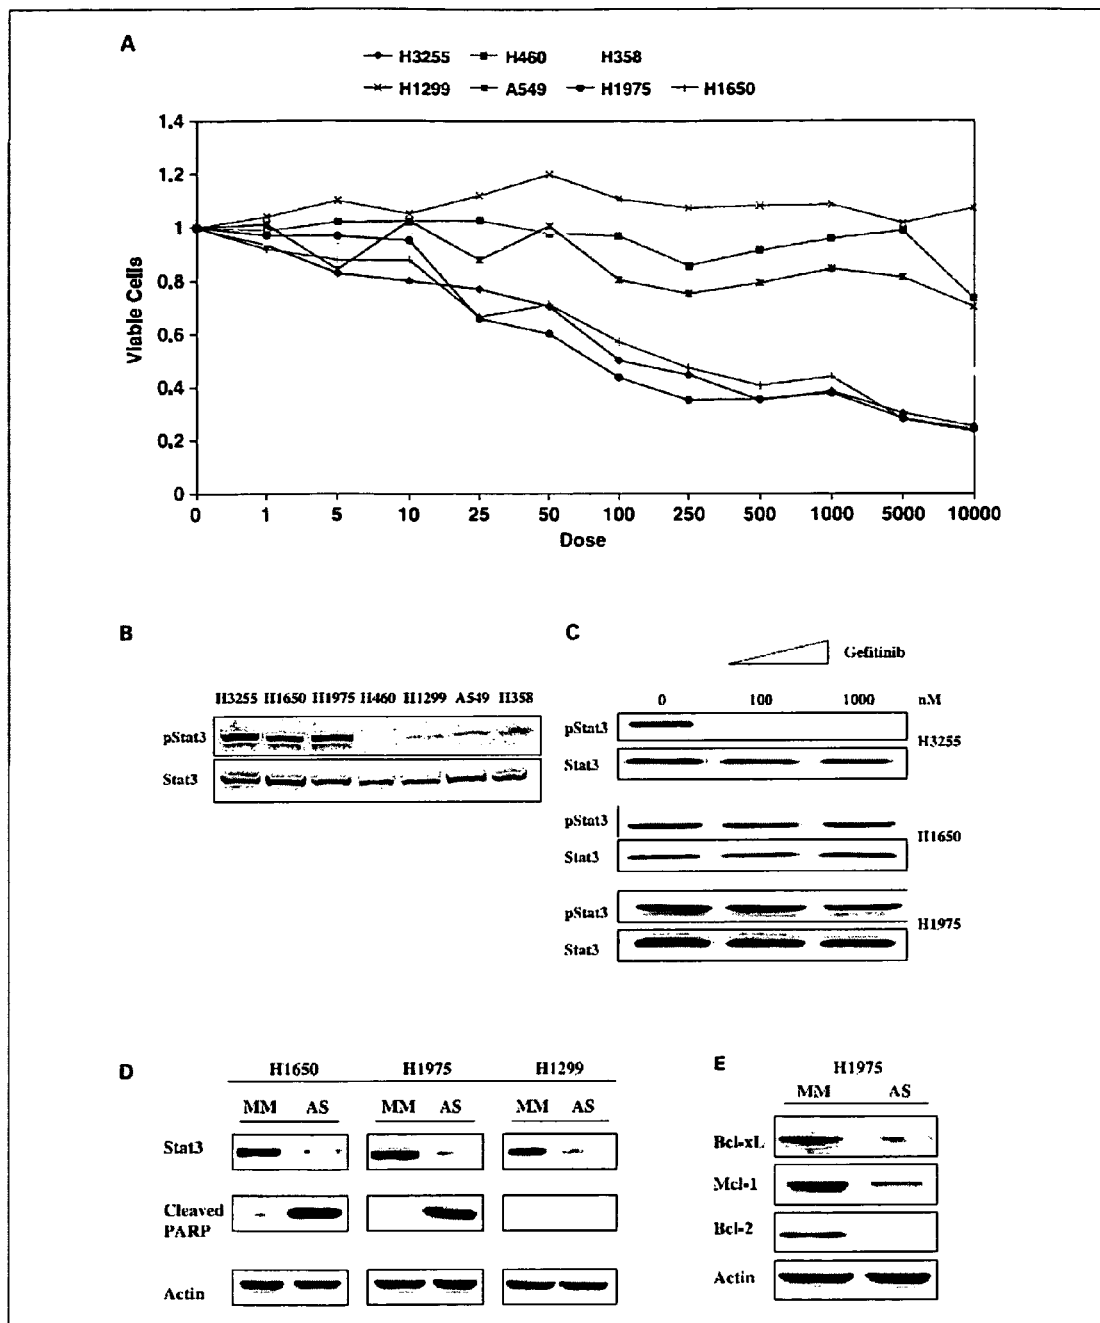 A
H3255 H460 H358
H1299 A549 H1975 H1650
1.4
1.2
1
0.8
0.6
0.4
0.2
0
Viable Cells
0 1 5 10 25 50 100 250 500 1000 5000 10000
Dose
B
H3255 H1650 H1975 H460 H1299 A549 H358
pStat3
Stat3
C
Gefitinib
0 100 1000 nM
pStat3
H3255
Stat3
pStat3
H1650
Stat3
pStat3
H1975
Stat3
D
H1650 H1975 H1299
MM AS MM AS MM AS
Stat3
Cleaved
PARP
Actin
E
H1975
MM AS
Bcl-xL
Mcl-1
Bcl-2
Actin